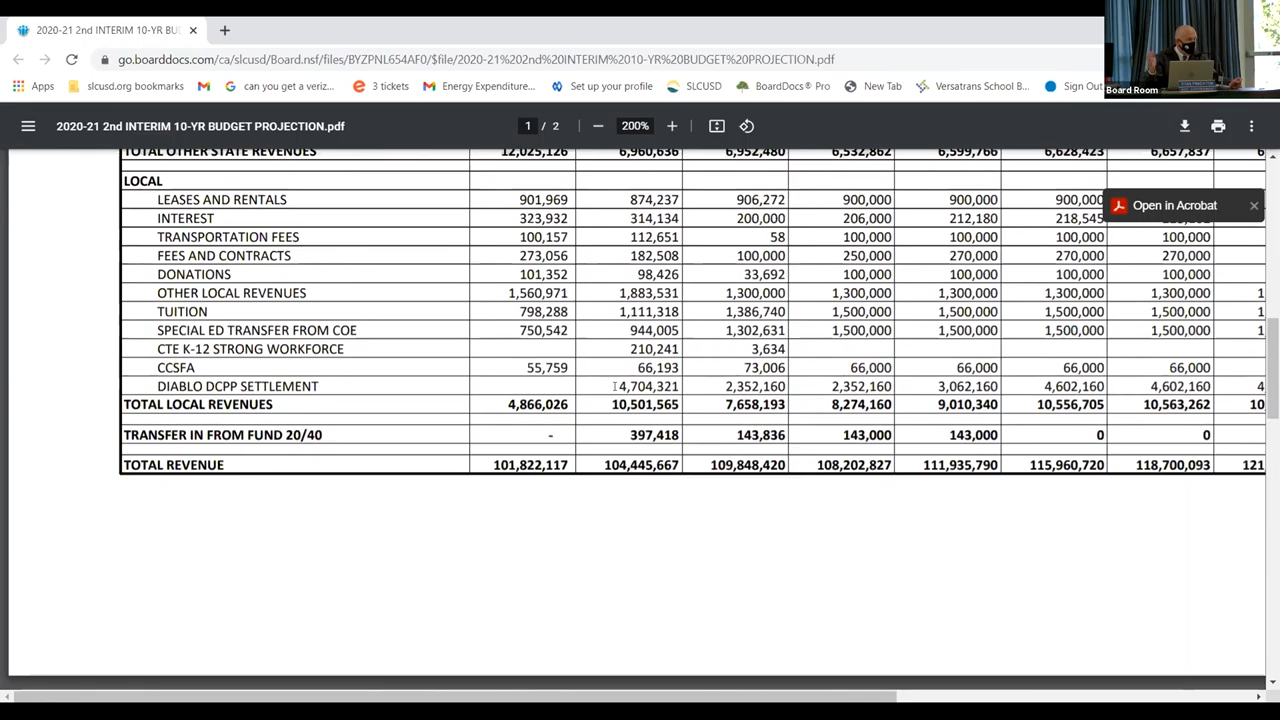 2020-21 2nd INTERIM 10-YR BU
go.boarddocs.com/ca/slcusd/Board.nsf/files/BYZPNL654AF0/$file/2020-21%202nd%20INTERIM%2010-YR%20BUDGET%20PROJECTION.pdf
Apps slcusd.org bookmarks can you get a veriz... 3 tickets Energy Expenditure... Set up your profile SLCUSD BoardDocs® Pro New Tab Versatrans School B... Sign Out
Board Room
2020-21 2nd INTERIM 10-YR BUDGET PROJECTION.pdf 1 / 2 200%
Open in Acrobat
TOTAL OTHER STATE REVENUES 12,025,126 6,960,636 6,952,480 6,532,862 6,599,766 6,628,423 6,657,837 6
LOCAL
LEASES AND RENTALS 901,969 874,237 906,272 900,000 900,000 900,000
INTEREST 323,932 314,134 200,000 206,000 212,180 218,545
TRANSPORTATION FEES 100,157 112,651 58 100,000 100,000 100,000 100,000
FEES AND CONTRACTS 273,056 182,508 100,000 250,000 270,000 270,000 270,000
DONATIONS 101,352 98,426 33,692 100,000 100,000 100,000 100,000
OTHER LOCAL REVENUES 1,560,971 1,883,531 1,300,000 1,300,000 1,300,000 1,300,000 1,300,000 1
TUITION 798,288 1,111,318 1,386,740 1,500,000 1,500,000 1,500,000 1,500,000 1
SPECIAL ED TRANSFER FROM COE 750,542 944,005 1,302,631 1,500,000 1,500,000 1,500,000 1,500,000 1
CTE K-12 STRONG WORKFORCE 210,241 3,634
CCSFA 55,759 66,193 73,006 66,000 66,000 66,000 66,000
DIABLO DCPP SETTLEMENT 4,704,321 2,352,160 2,352,160 3,062,160 4,602,160 4,602,160 4
TOTAL LOCAL REVENUES 4,866,026 10,501,565 7,658,193 8,274,160 9,010,340 10,556,705 10,563,262 10
TRANSFER IN FROM FUND 20/40 - 397,418 143,836 143,000 143,000 0 0
TOTAL REVENUE 101,822,117 104,445,667 109,848,420 108,202,827 111,935,790 115,960,720 118,700,093 121